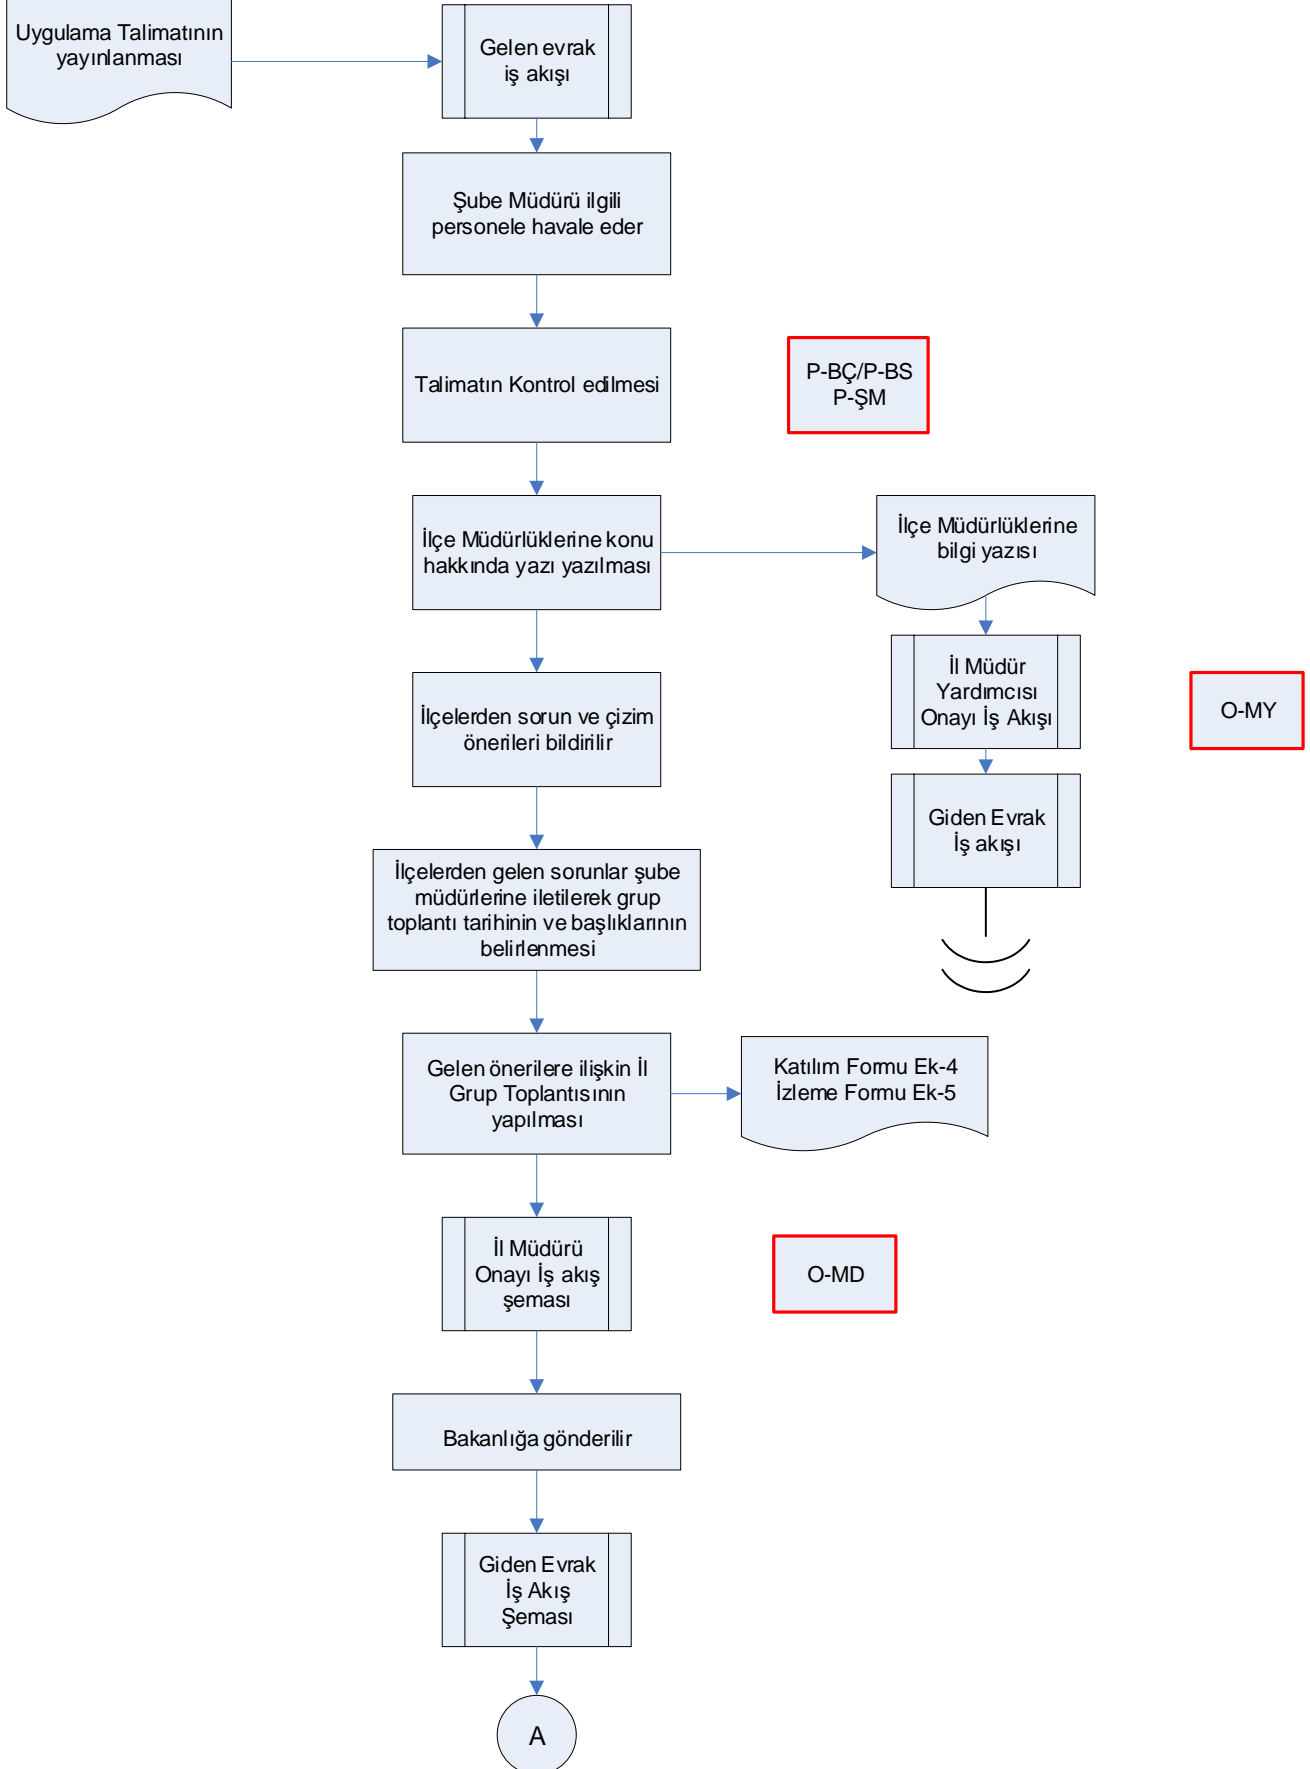 Uygulama Talimatının
yayınlanması
Gelen evrak
iş akışı
Şube Müdürü ilgili
personele havale eder
Talimatın Kontrol edilmesi
P-BÇ/P-BS
P-ŞM
İlçe Müdürlüklerine konu
hakkında yazı yazılması
İlçe Müdürlüklerine
bilgi yazısı
İl Müdür
Yardımcısı
Onayı İş Akışı
O-MY
İlçelerden sorun ve çizim
önerileri bildirilir
Giden Evrak
İş akışı
İlçelerden gelen sorunlar şube
müdürlerine iletilerek grup
toplantı tarihinin ve başlıklarının
belirlenmesi
Gelen önerilere ilişkin İl
Grup Toplantısının
yapılması
Katılım Formu Ek-4
İzleme Formu Ek-5
İl Müdürü
Onayı İş akış
şeması
O-MD
Bakanlığa gönderilir
Giden Evrak
İş Akış
Şeması
A